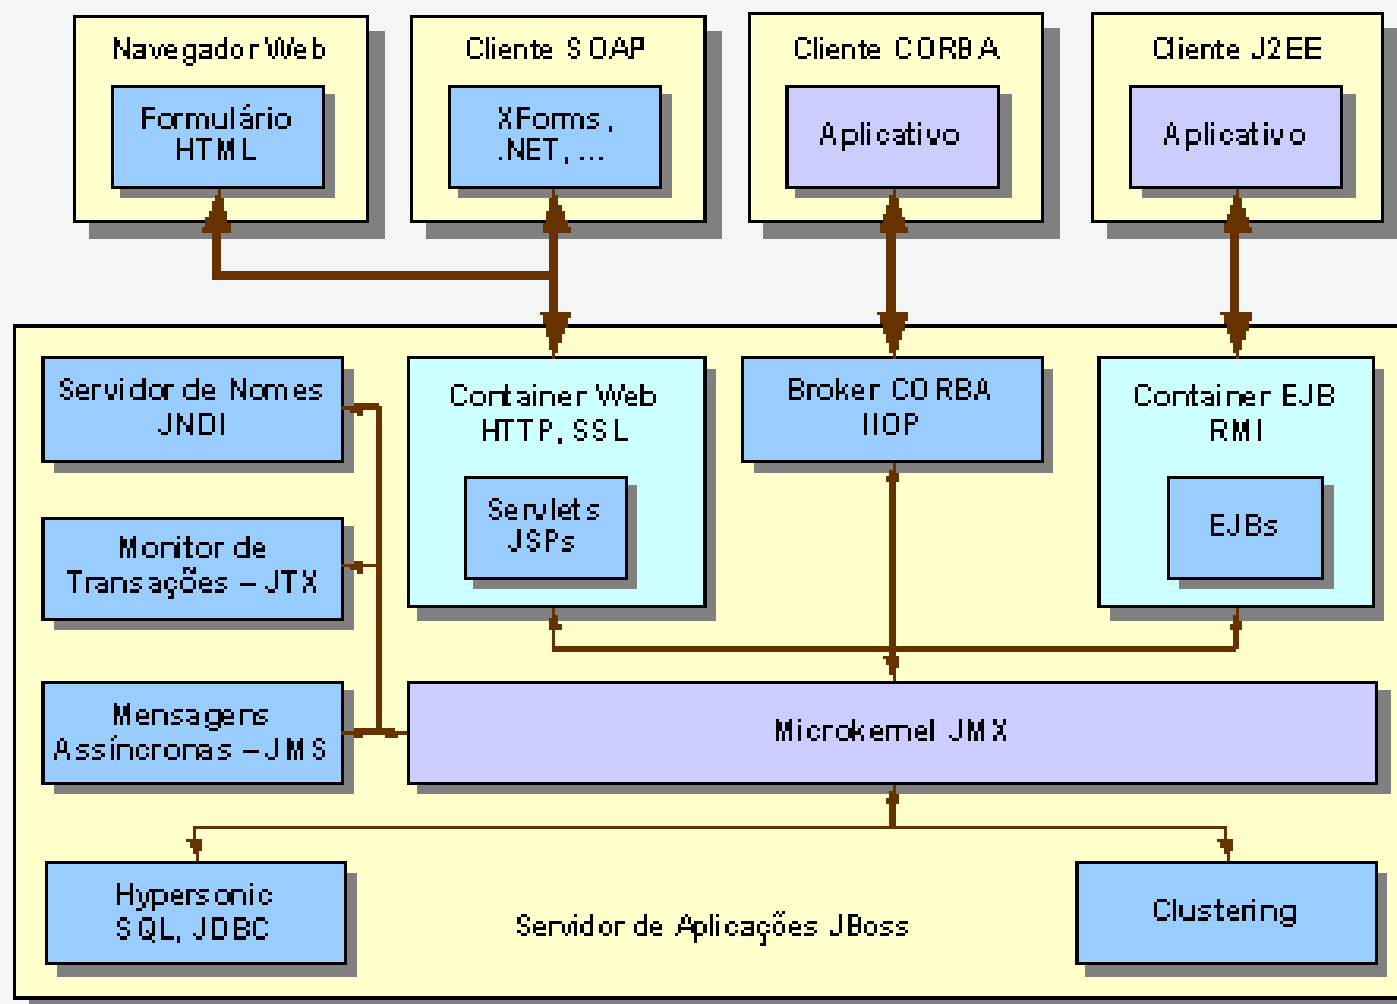 Navegador Web
Formulário
HTML
Cliente SOAP
XForms,
.NET, ...
Cliente CORBA
Aplicativo
Cliente J2EE
Aplicativo
Servidor de Nomes
JNDI
Container Web
HTTP, SSL
Servlets
JSPs
Broker CORBA
IIOP
Container EJB
RMI
EJBs
Monitor de
Transações – JTX
Mensagens
Assíncronas – JMS
Microkernel JMX
Hypersonic
SQL, JDBC
Servidor de Aplicações JBoss
Clustering